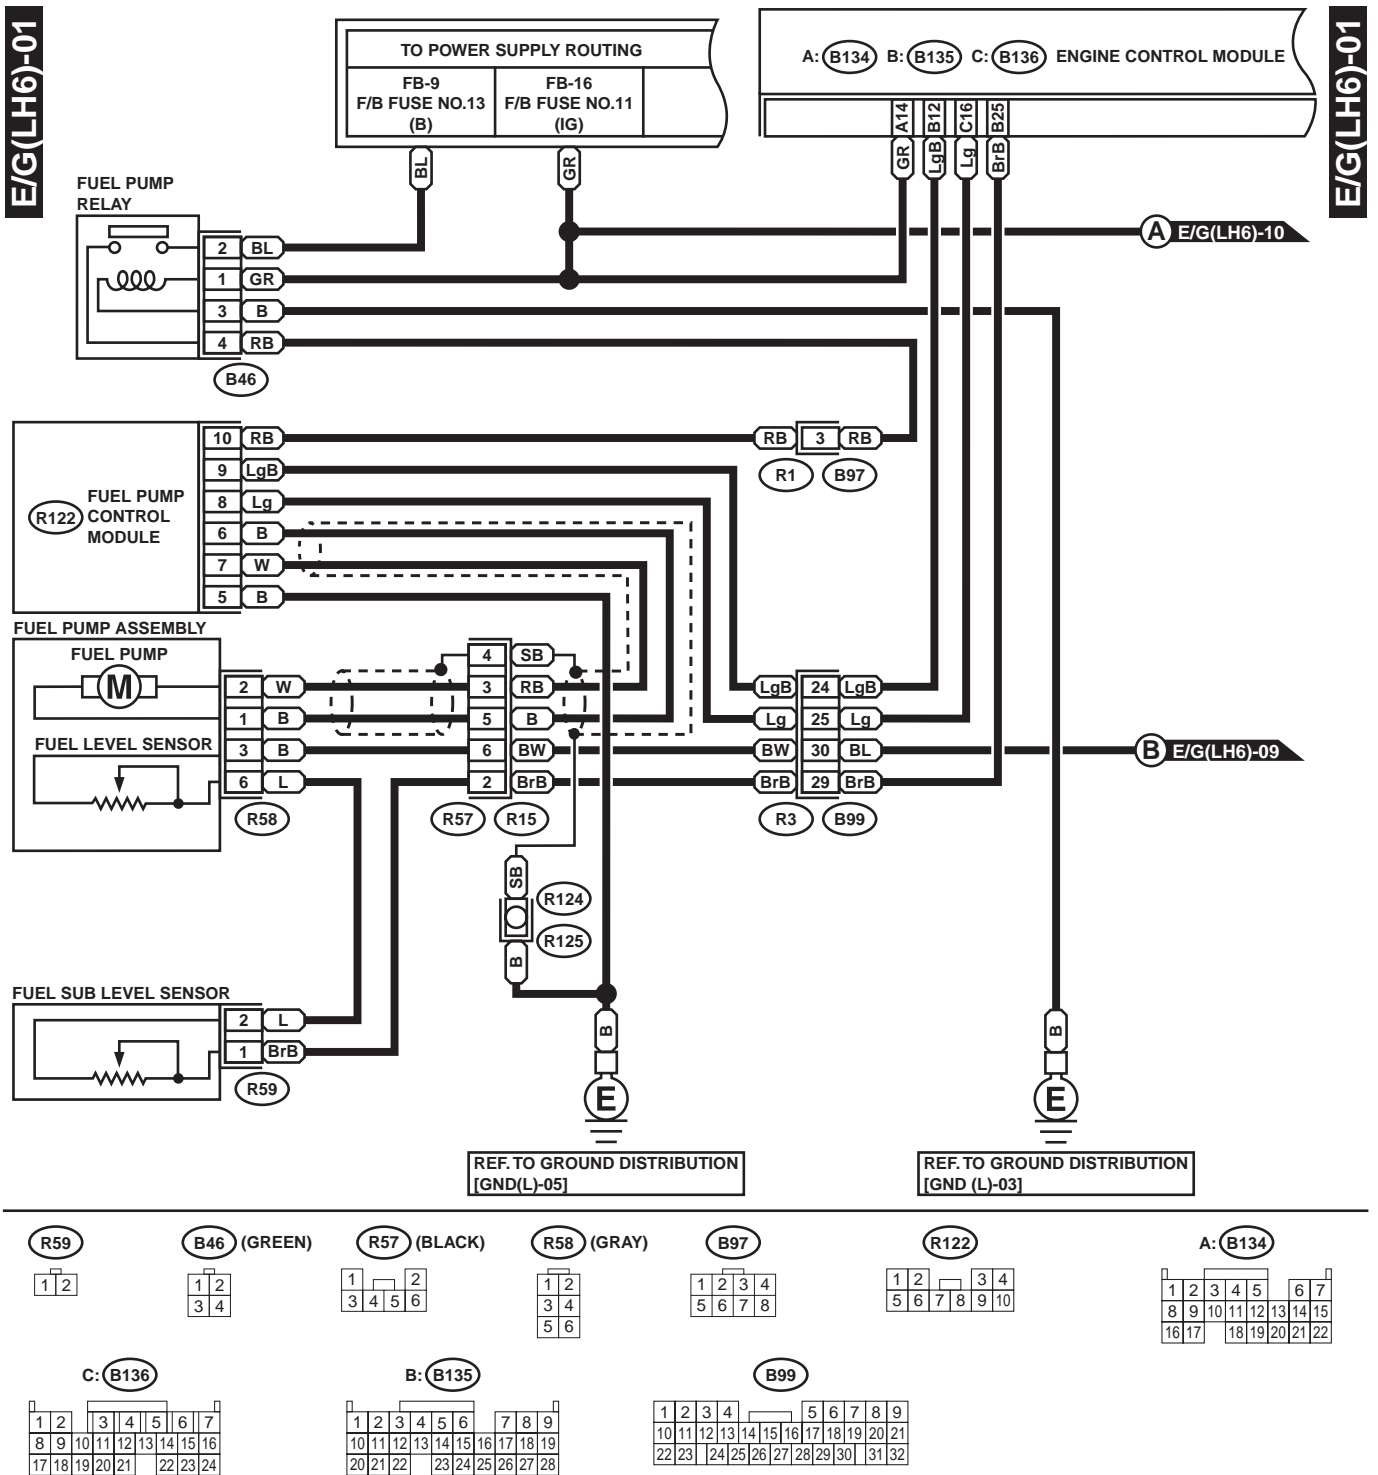 E/G(LH6)-01
E/G(LH6)-01
TO POWER SUPPLY ROUTING
FB-9
F/B FUSE NO.13
(B)
FB-16
F/B FUSE NO.11
(IG)
A: B134 B: B135 C: B136 ENGINE CONTROL MODULE
A14 B12 C16 B25
BL GR GR LgB Lg BrB
FUEL PUMP
RELAY
A E/G(LH6)-10
2 BL
1 GR
3 B
4 RB
B46
10 RB RB 3 RB
9 LgB
R1 B97
8 Lg
R122
FUEL PUMP
CONTROL
MODULE
6 B
7 W
5 B
FUEL PUMP ASSEMBLY
FUEL PUMP
M
4 SB
2 W 3 RB LgB 24 LgB
1 B 5 B Lg 25 Lg
FUEL LEVEL SENSOR
3 B 6 BW BW 30 BL B E/G(LH6)-09
6 L 2 BrB BrB 29 BrB
R58 R57 R15 R3 B99
SB
R124
R125
B
FUEL SUB LEVEL SENSOR
2 L
1 BrB
R59
B B
E E
REF. TO GROUND DISTRIBUTION
[GND(L)-05]
REF. TO GROUND DISTRIBUTION
[GND (L)-03]
R59 B46 (GREEN) R57 (BLACK) R58 (GRAY) B97 R122 A: B134
1 2
1 2
3 4
1 2
3 4 5 6
1 2
3 4
5 6
1 2 3 4
5 6 7 8
1 2 3 4
5 6 7 8 9 10
1 2 3 4 5 6 7
8 9 10 11 12 13 14 15
16 17 18 19 20 21 22
C: B136 B: B135 B99
1 2 3 4 5 6 7
8 9 10 11 12 13 14 15 16
17 18 19 20 21 22 23 24
1 2 3 4 5 6 7 8 9
10 11 12 13 14 15 16 17 18 19
20 21 22 23 24 25 26 27 28
1 2 3 4 5 6 7 8 9
10 11 12 13 14 15 16 17 18 19 20 21
22 23 24 25 26 27 28 29 30 31 32